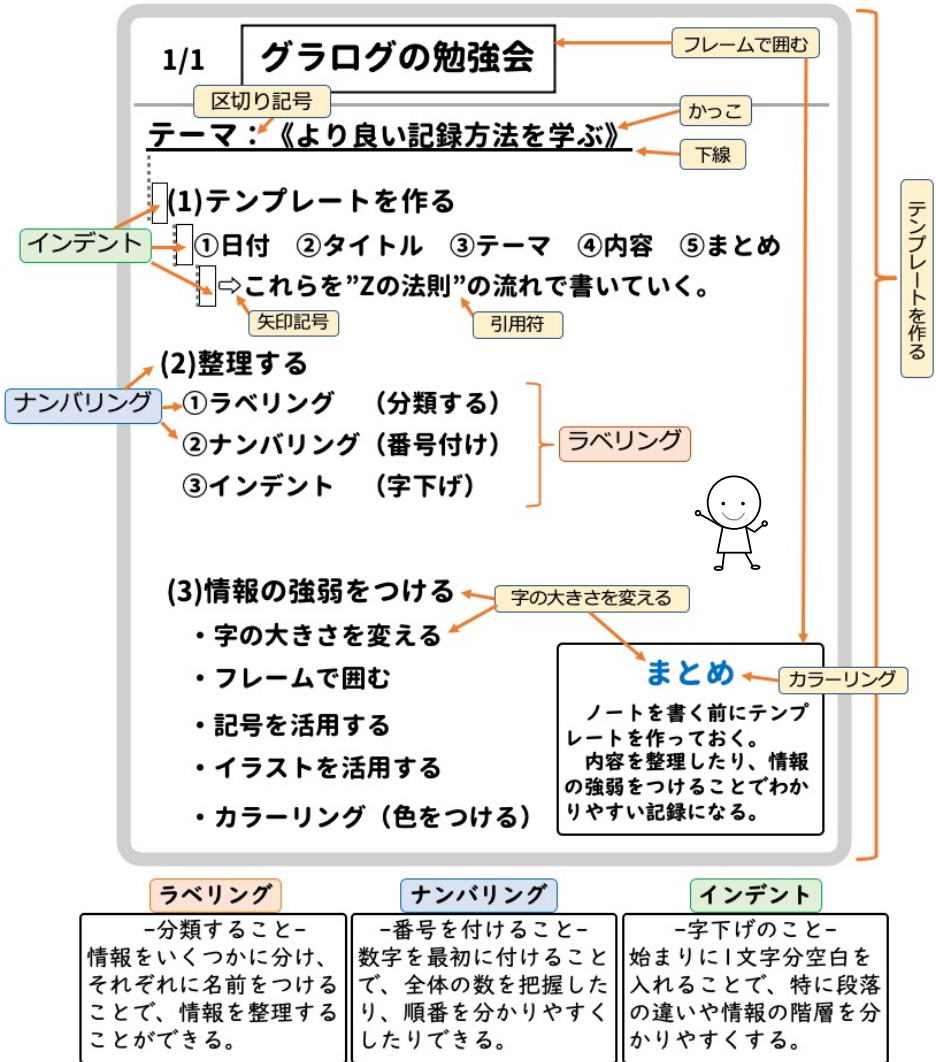 1/1 グラログの勉強会
フレームで囲む
区切り記号
かっこ
テーマ：《より良い記録方法を学ぶ》
下線
(1)テンプレートを作る
インデント
①日付 ②タイトル ③テーマ ④内容 ⑤まとめ
⇨これらを”Zの法則”の流れで書いていく。
矢印記号
引用符
テンプレートを作る
(2)整理する
ナンバリング
①ラベリング （分類する）
②ナンバリング（番号付け）
③インデント （字下げ）
ラベリング
(3)情報の強弱をつける
字の大きさを変える
・字の大きさを変える
・フレームで囲む
・記号を活用する
・イラストを活用する
・カラーリング（色をつける）
まとめ
カラーリング
ノートを書く前にテンプ
レートを作っておく。
内容を整理したり、情報
の強弱をつけることでわか
りやすい記録になる。
ラベリング
-分類すること-
情報をいくつかに分け、
それぞれに名前をつける
ことで、情報を整理する
ことができる。
ナンバリング
-番号を付けること-
数字を最初に付けること
で、全体の数を把握した
り、順番を分かりやすく
したりできる。
インデント
-字下げのこと-
始まりに1文字分空白を
入れることで、特に段落
の違いや情報の階層を分
かりやすくする。